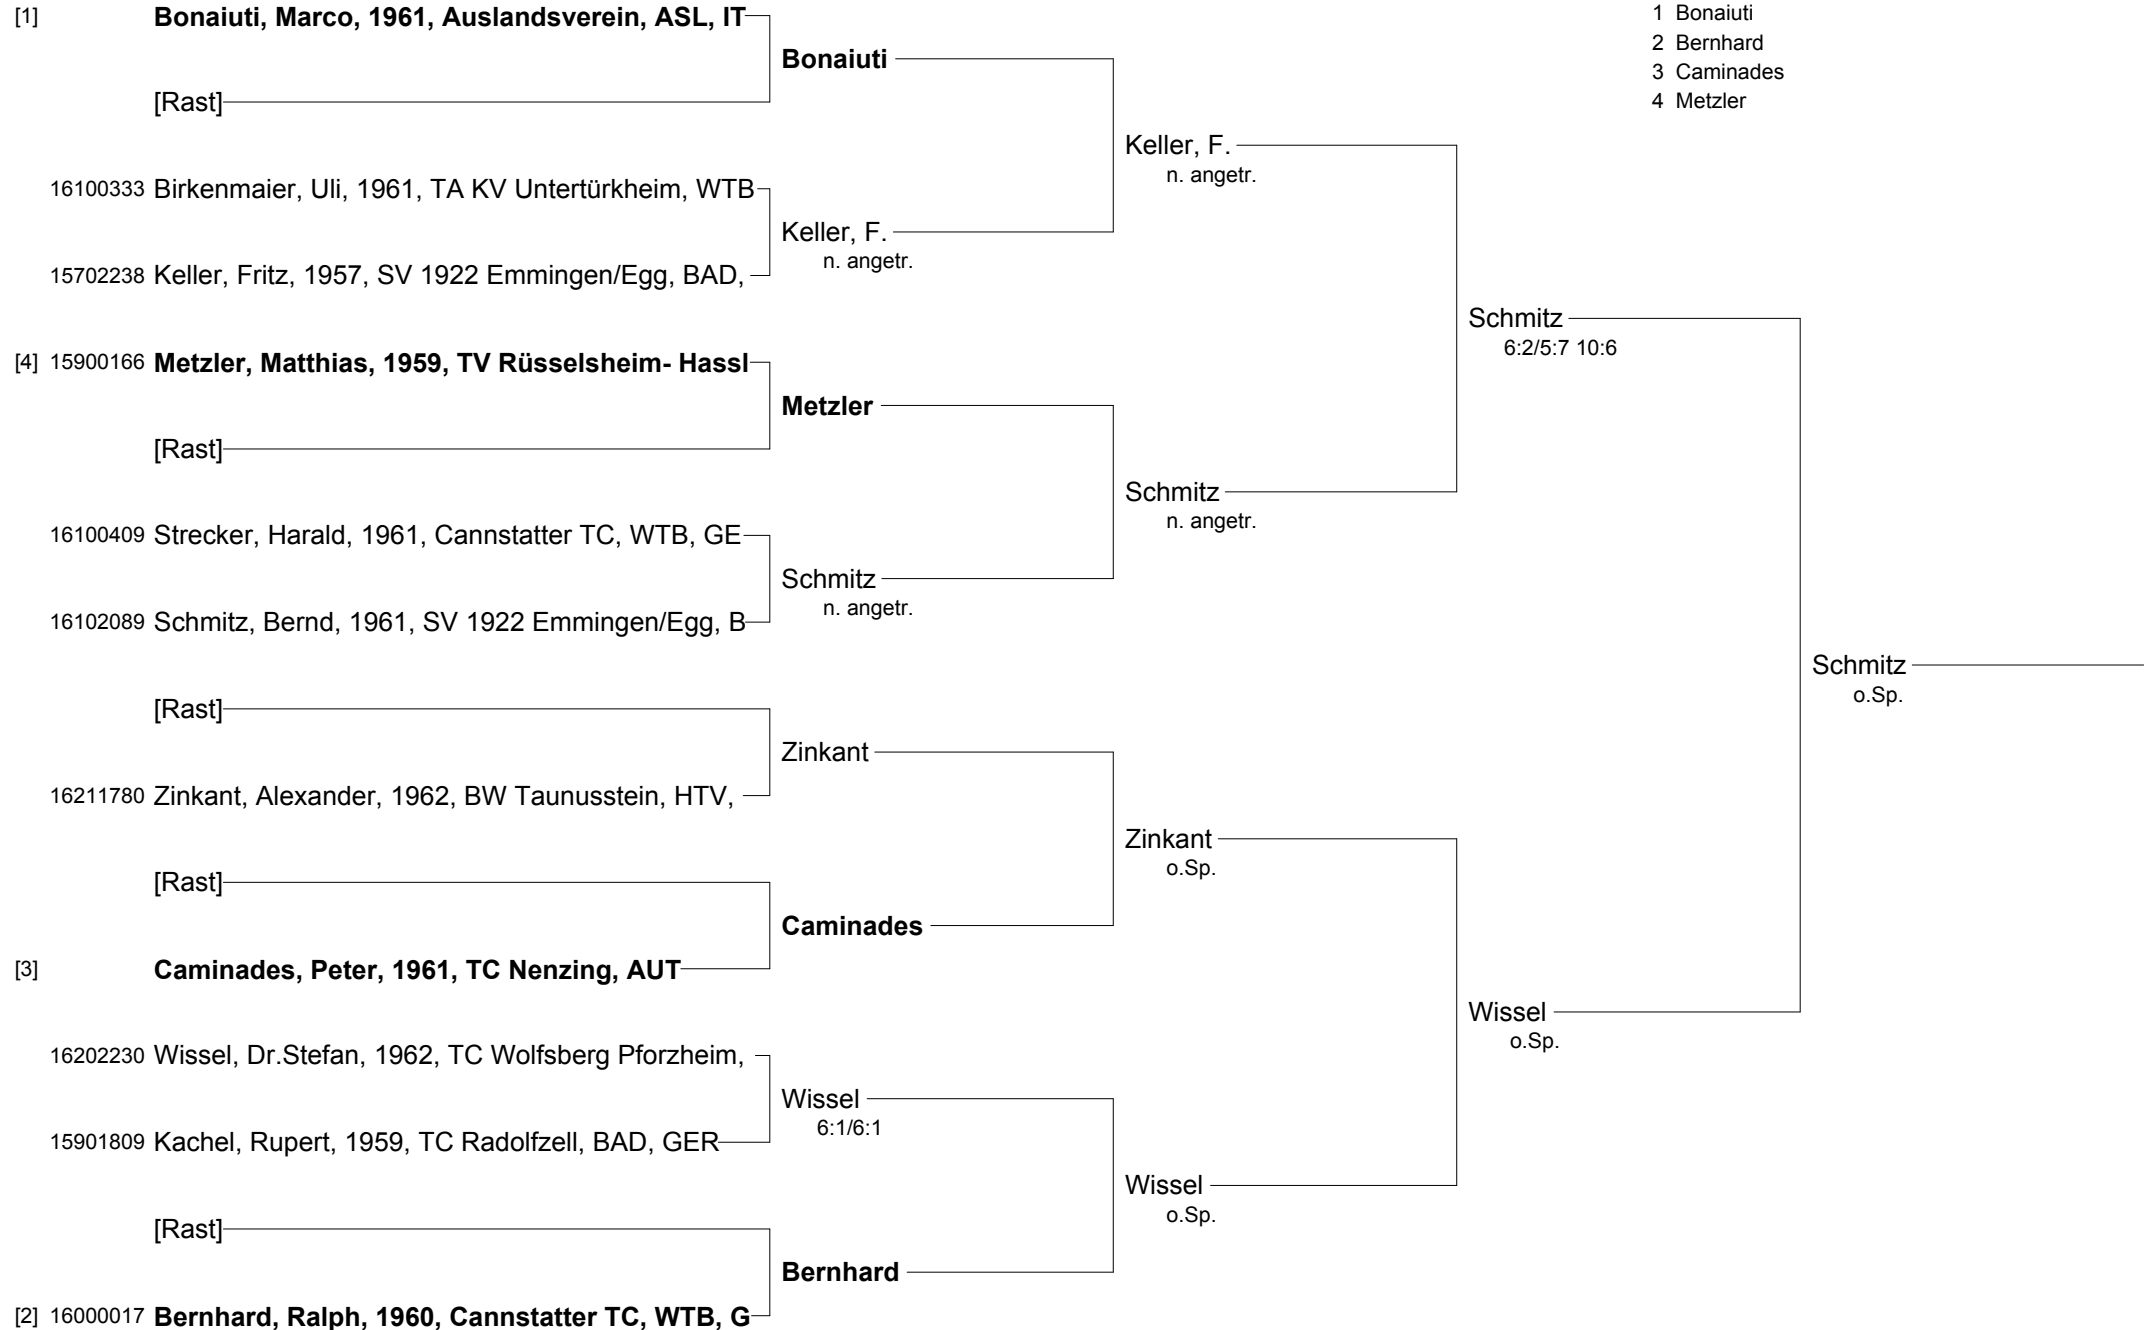 [1] Bonaiuti, Marco, 1961, Auslandsverein, ASL, IT
1 Bonaiuti
2 Bernhard
3 Caminades
4 Metzler
Bonaiuti
[Rast]
Keller, F.
n. angetr.
16100333 Birkenmaier, Uli, 1961, TA KV Untertürkheim, WTB
Keller, F.
n. angetr.
15702238 Keller, Fritz, 1957, SV 1922 Emmingen/Egg, BAD,
Schmitz
6:2/5:7 10:6
[4] 15900166 Metzler, Matthias, 1959, TV Rüsselsheim- Hassl
Metzler
[Rast]
Schmitz
n. angetr.
16100409 Strecker, Harald, 1961, Cannstatter TC, WTB, GE
Schmitz
n. angetr.
16102089 Schmitz, Bernd, 1961, SV 1922 Emmingen/Egg, B
Schmitz
o.Sp.
[Rast]
Zinkant
16211780 Zinkant, Alexander, 1962, BW Taunusstein, HTV,
Zinkant
o.Sp.
[Rast]
Caminades
[3] Caminades, Peter, 1961, TC Nenzing, AUT
Wissel
o.Sp.
16202230 Wissel, Dr.Stefan, 1962, TC Wolfsberg Pforzheim,
Wissel
6:1/6:1
15901809 Kachel, Rupert, 1959, TC Radolfzell, BAD, GER
Wissel
o.Sp.
[Rast]
Bernhard
[2] 16000017 Bernhard, Ralph, 1960, Cannstatter TC, WTB, G